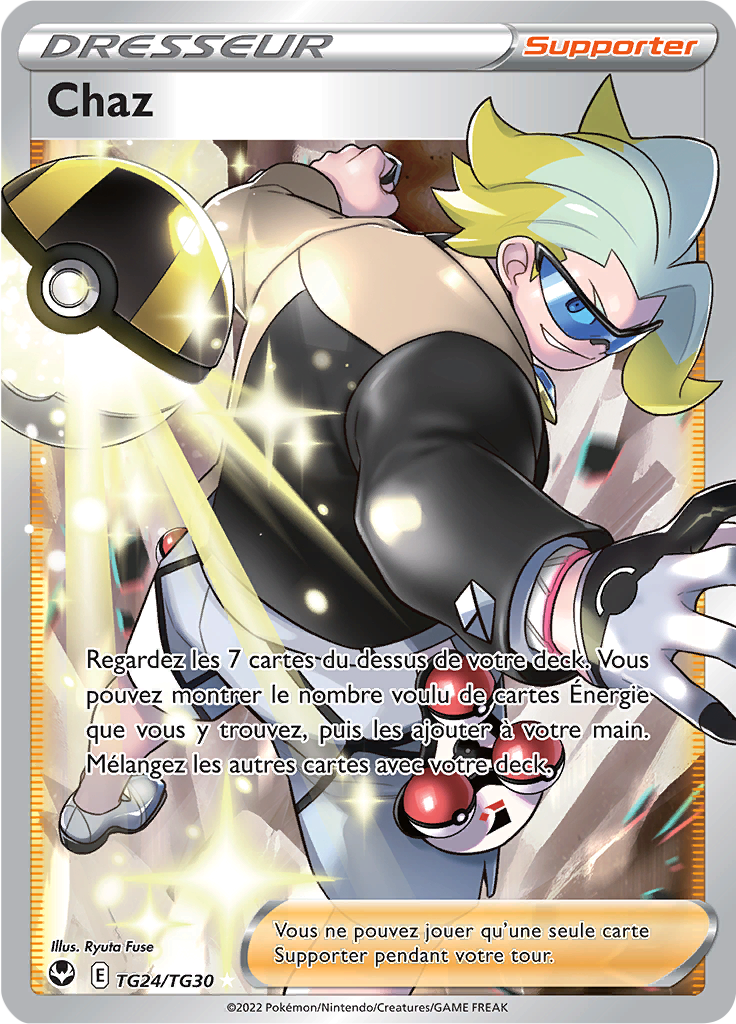 DRESSEUR
Supporter
Chaz
Regardez les 7 cartes du dessus de votre deck. Vous
pouvez montrer le nombre voulu de cartes Énergie
que vous y trouvez, puis les ajouter à votre main.
Mélangez les autres cartes avec votre deck.
Vous ne pouvez jouer qu'une seule carte
Supporter pendant votre tour.
Illus. Ryuta Fuse
E TG24/TG30
©2022 Pokémon/Nintendo/Creatures/GAME FREAK